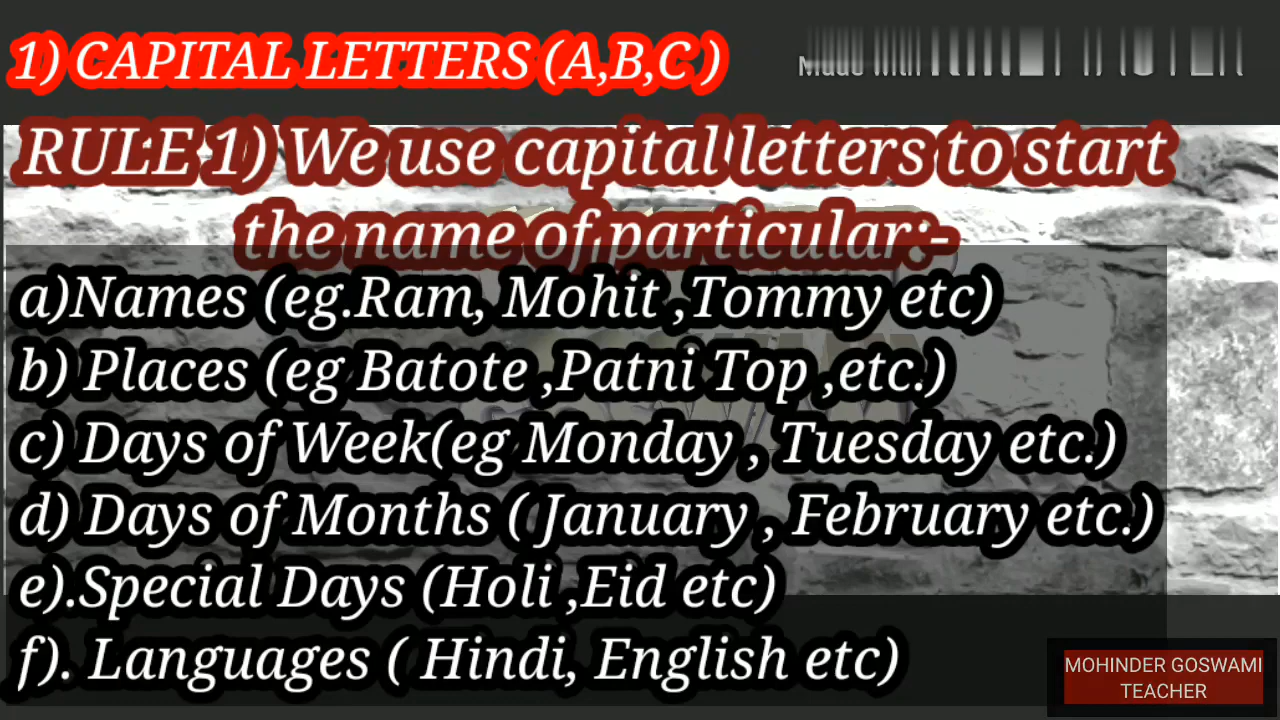 1) CAPITAL LETTERS (A,B,C )
Made with
RULE 1) We use capital letters to start
the name of particular:-
a)Names (eg.Ram, Mohit ,Tommy etc)
b) Places (eg Batote ,Patni Top ,etc.)
c) Days of Week(eg Monday , Tuesday etc.)
d) Days of Months ( January , February etc.)
e).Special Days (Holi ,Eid etc)
f). Languages ( Hindi, English etc)
MOHINDER GOSWAMI
TEACHER